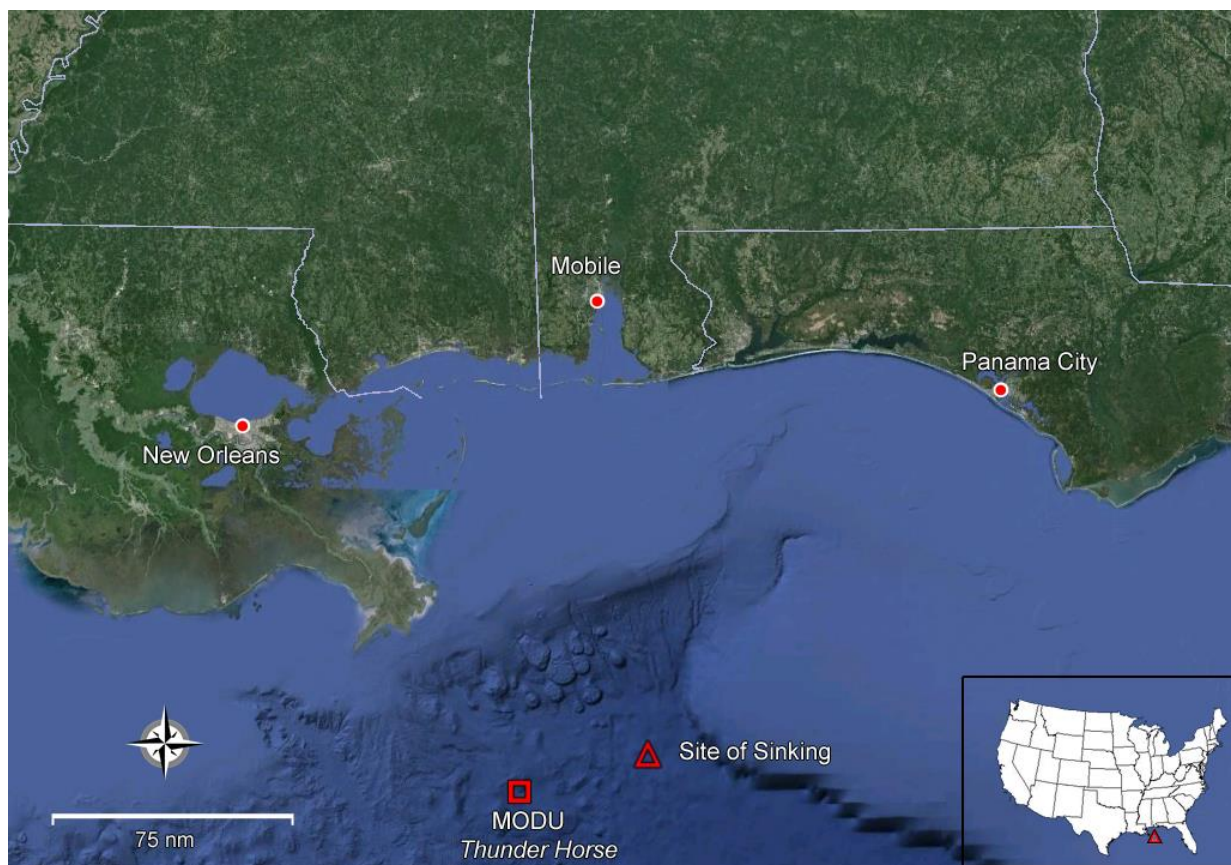 Mobile
Panama City
New Orleans
Site of Sinking
MODU
Thunder Horse
75 nm